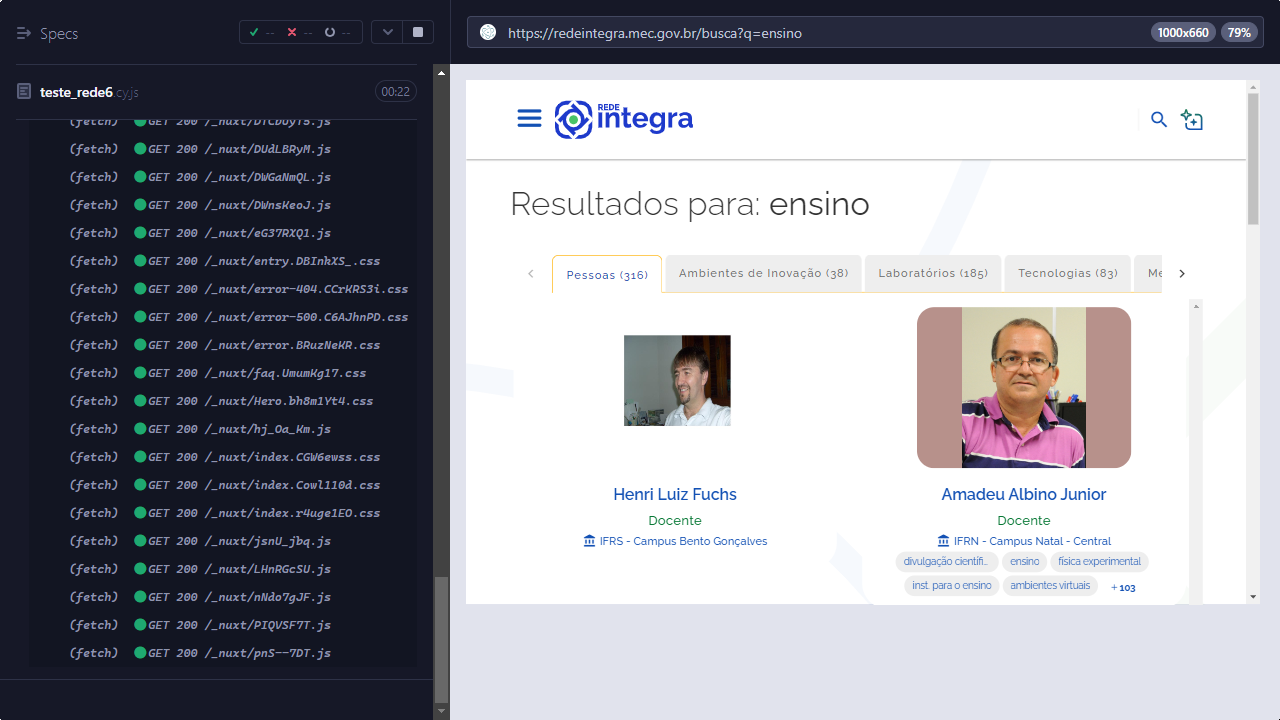 Specs
-- -- --
https://redeintegra.mec.gov.br/busca?q=ensino
1000x660
79%
teste_rede6.cy.js
00:22
(fetch) GET 200 /_nuxt/DUdLBRyM.js
(fetch) GET 200 /_nuxt/DWGaNmQL.js
(fetch) GET 200 /_nuxt/DWnsKeoJ.js
(fetch) GET 200 /_nuxt/eG37RXQ1.js
(fetch) GET 200 /_nuxt/entry.DBInhXS_.css
(fetch) GET 200 /_nuxt/error-404.CCrKRS3i.css
(fetch) GET 200 /_nuxt/error-500.C6AJhnPD.css
(fetch) GET 200 /_nuxt/error.BRuzNeKR.css
(fetch) GET 200 /_nuxt/faq.UmumKgI7.css
(fetch) GET 200 /_nuxt/Hero.bh8m1Yt4.css
(fetch) GET 200 /_nuxt/hj_Oa_Km.js
(fetch) GET 200 /_nuxt/index.CGW6ewss.css
(fetch) GET 200 /_nuxt/index.Cowl110d.css
(fetch) GET 200 /_nuxt/index.r4uge1EO.css
(fetch) GET 200 /_nuxt/jsnU_jbq.js
(fetch) GET 200 /_nuxt/LHnRGcSU.js
(fetch) GET 200 /_nuxt/nNdo7gJF.js
(fetch) GET 200 /_nuxt/PIQVSF7T.js
(fetch) GET 200 /_nuxt/pnS--7DT.js
REDE
integra
Resultados para: ensino
Pessoas (316)
Ambientes de Inovação (38)
Laboratórios (185)
Tecnologias (83)
Me
Henri Luiz Fuchs
Docente
IFRS - Campus Bento Gonçalves
Amadeu Albino Junior
Docente
IFRN - Campus Natal - Central
divulgação científi... ensino física experimental
inst. para o ensino ambientes virtuais + 103